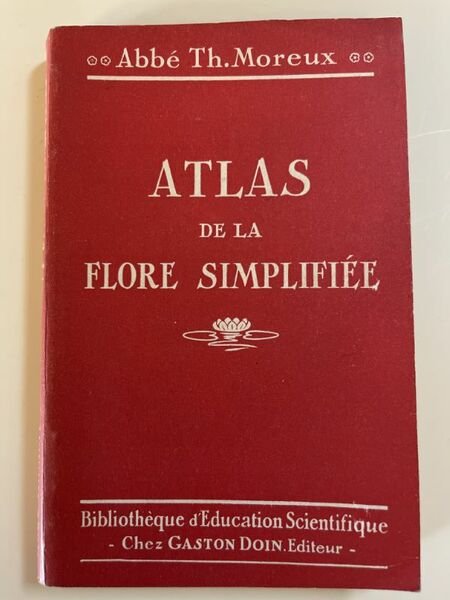 Abbé Th. Moreux
ATLAS
DE LA
FLORE SIMPLIFIÉE
Bibliothèque d'Education Scientifique
- Chez GASTON DOIN. Editeur -